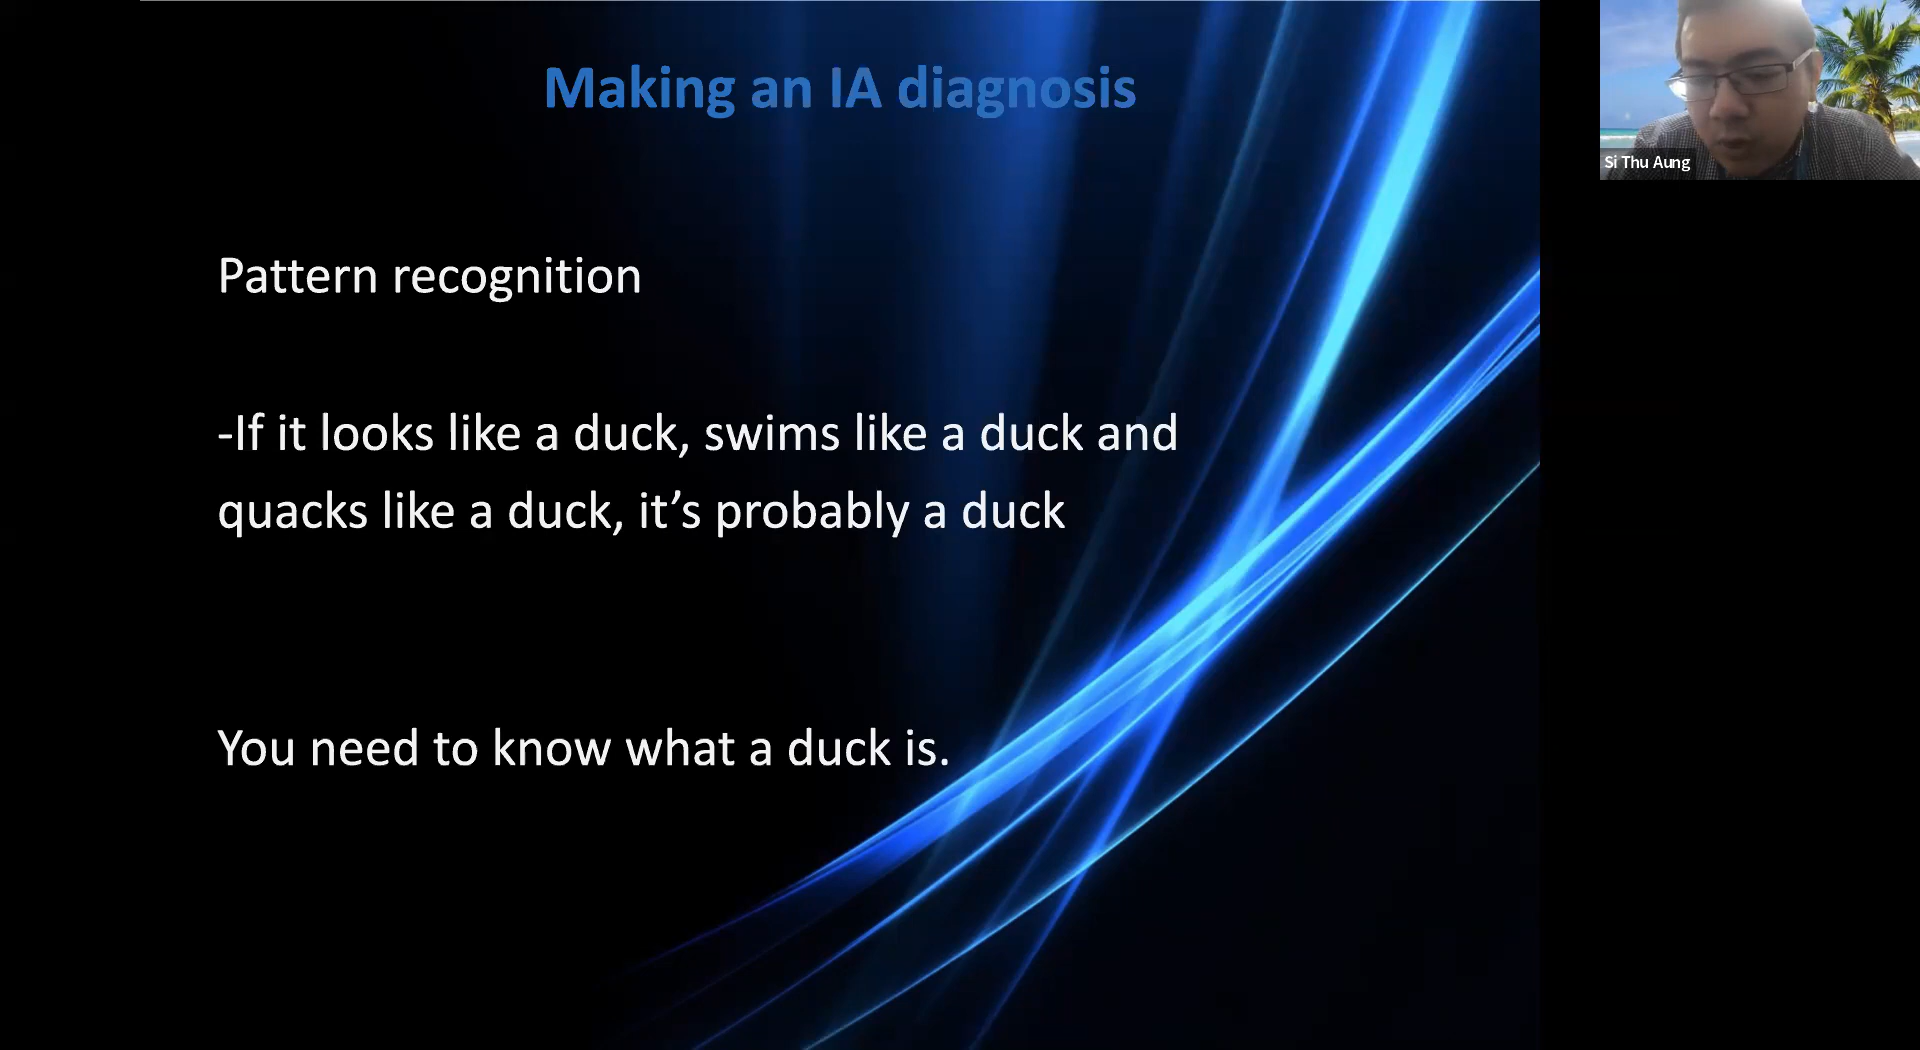 Making an IA diagnosis
Pattern recognition
-If it looks like a duck, swims like a duck and
quacks like a duck, it’s probably a duck
You need to know what a duck is.
Si Thu Aung